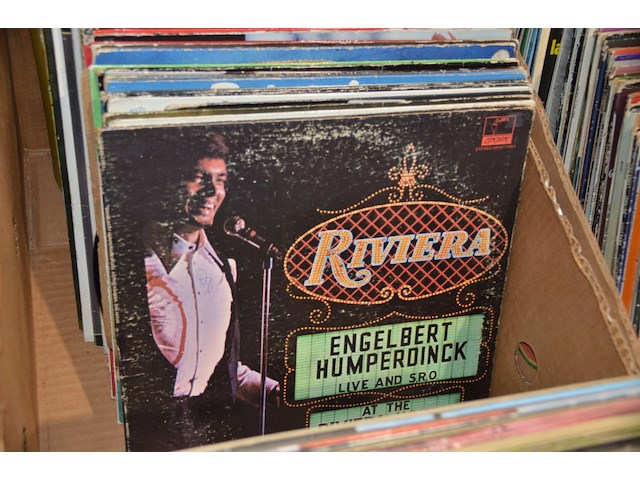 RIVIERA
ENGELBERT
HUMPERDINCK
LIVE AND SRO
AT THE